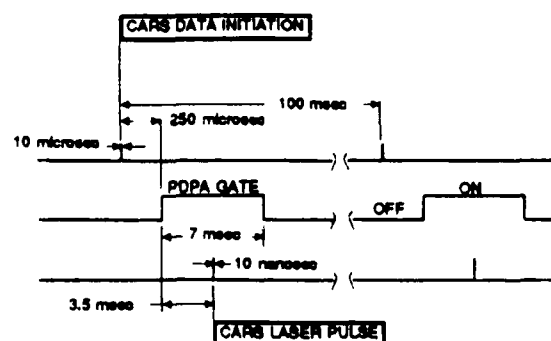 CARS DATA INITIATION
100 msec
250 microsec
10 microsec
PDPA GATE
ON
OFF
7 msec
10 nanosec
3.5 msec
CARS LASER PULSE